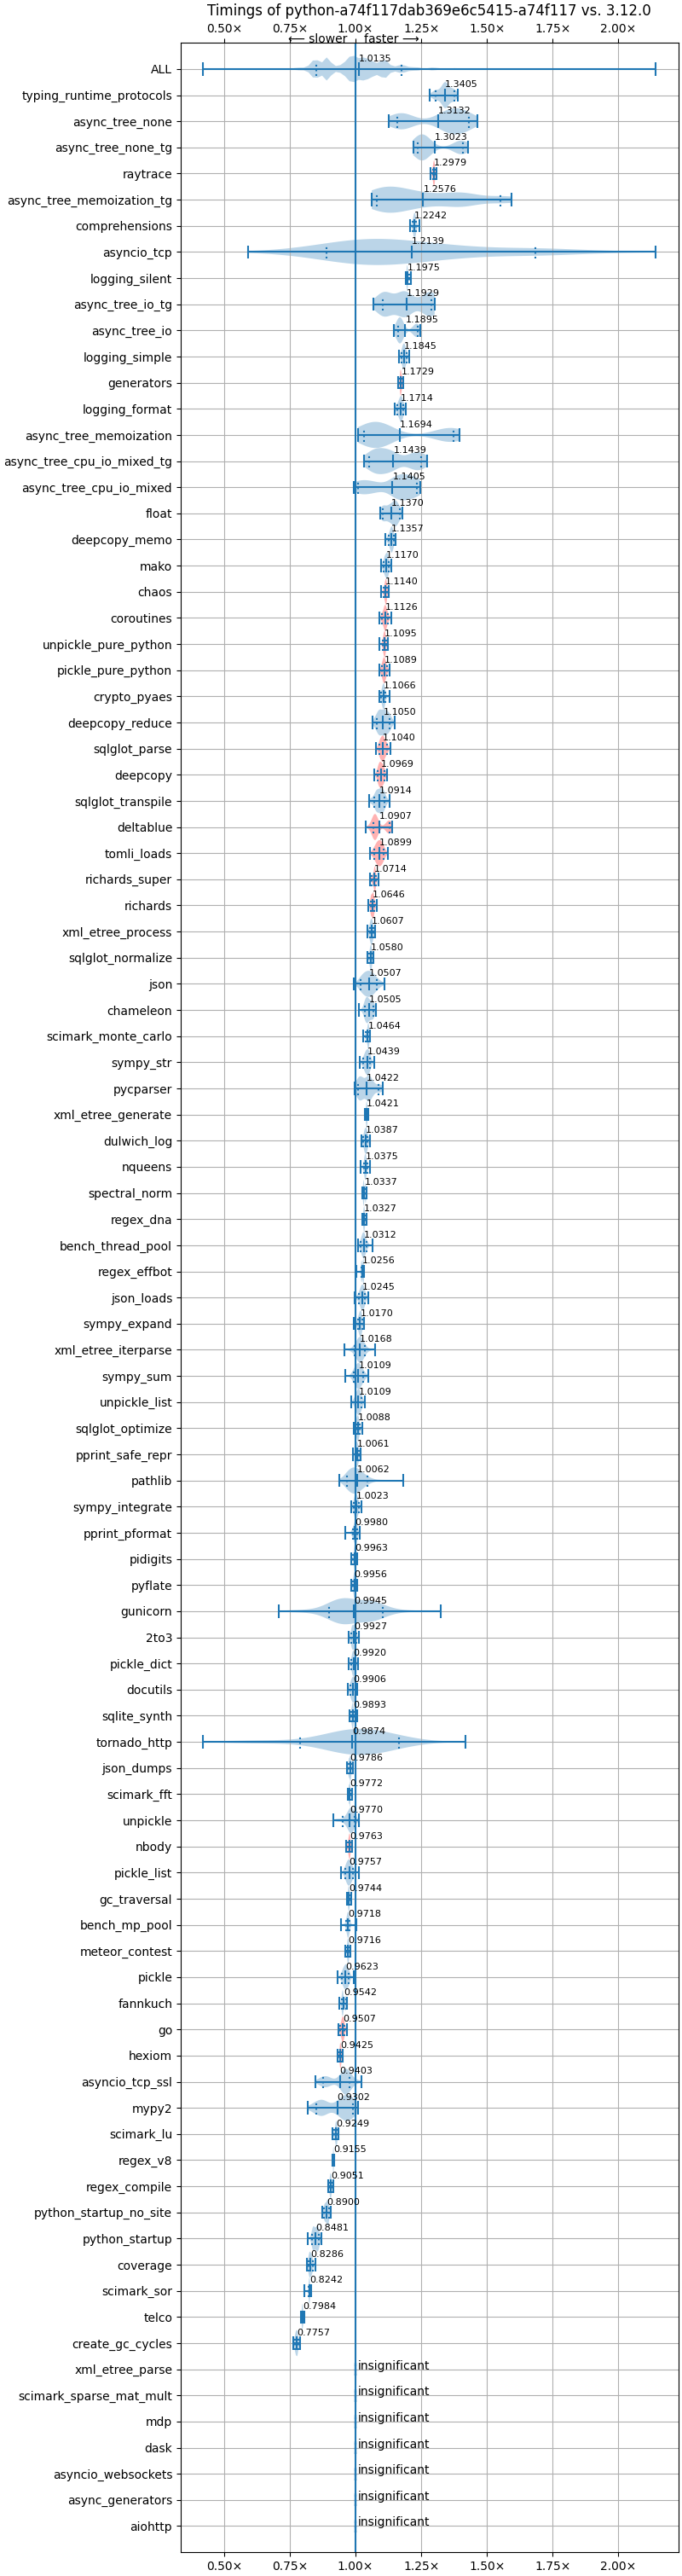 Timings of python-a74f117dab369e6c5415-a74f117 vs. 3.12.0
0.50× 0.75× 1.00× 1.25× 1.50× 1.75× 2.00×
⟵ slower faster ⟶
ALL 1.0135
typing_runtime_protocols 1.3405
async_tree_none 1.3132
async_tree_none_tg 1.3023
raytrace 1.2979
async_tree_memoization_tg 1.2576
comprehensions 1.2242
asyncio_tcp 1.2139
logging_silent 1.1975
async_tree_io_tg 1.1929
async_tree_io 1.1895
logging_simple 1.1845
generators 1.1729
logging_format 1.1714
async_tree_memoization 1.1694
async_tree_cpu_io_mixed_tg 1.1439
async_tree_cpu_io_mixed 1.1405
float 1.1370
deepcopy_memo 1.1357
mako 1.1170
chaos 1.1140
coroutines 1.1126
unpickle_pure_python 1.1095
pickle_pure_python 1.1089
crypto_pyaes 1.1066
deepcopy_reduce 1.1050
sqlglot_parse 1.1040
deepcopy 1.0969
sqlglot_transpile 1.0914
deltablue 1.0907
tomli_loads 1.0899
richards_super 1.0714
richards 1.0646
xml_etree_process 1.0607
sqlglot_normalize 1.0580
json 1.0507
chameleon 1.0505
scimark_monte_carlo 1.0464
sympy_str 1.0439
pycparser 1.0422
xml_etree_generate 1.0421
dulwich_log 1.0387
nqueens 1.0375
spectral_norm 1.0337
regex_dna 1.0327
bench_thread_pool 1.0312
regex_effbot 1.0256
json_loads 1.0245
sympy_expand 1.0170
xml_etree_iterparse 1.0168
sympy_sum 1.0109
unpickle_list 1.0109
sqlglot_optimize 1.0088
pprint_safe_repr 1.0061
pathlib 1.0062
sympy_integrate 1.0023
pprint_pformat 0.9980
pidigits 0.9963
pyflate 0.9956
gunicorn 0.9945
2to3 0.9927
pickle_dict 0.9920
docutils 0.9906
sqlite_synth 0.9893
tornado_http 0.9874
json_dumps 0.9786
scimark_fft 0.9772
unpickle 0.9770
nbody 0.9763
pickle_list 0.9757
gc_traversal 0.9744
bench_mp_pool 0.9718
meteor_contest 0.9716
pickle 0.9623
fannkuch 0.9542
go 0.9507
hexiom 0.9425
asyncio_tcp_ssl 0.9403
mypy2 0.9302
scimark_lu 0.9249
regex_v8 0.9155
regex_compile 0.9051
python_startup_no_site 0.8900
python_startup 0.8481
coverage 0.8286
scimark_sor 0.8242
telco 0.7984
create_gc_cycles 0.7757
xml_etree_parse insignificant
scimark_sparse_mat_mult insignificant
mdp insignificant
dask insignificant
asyncio_websockets insignificant
async_generators insignificant
aiohttp insignificant
0.50× 0.75× 1.00× 1.25× 1.50× 1.75× 2.00×